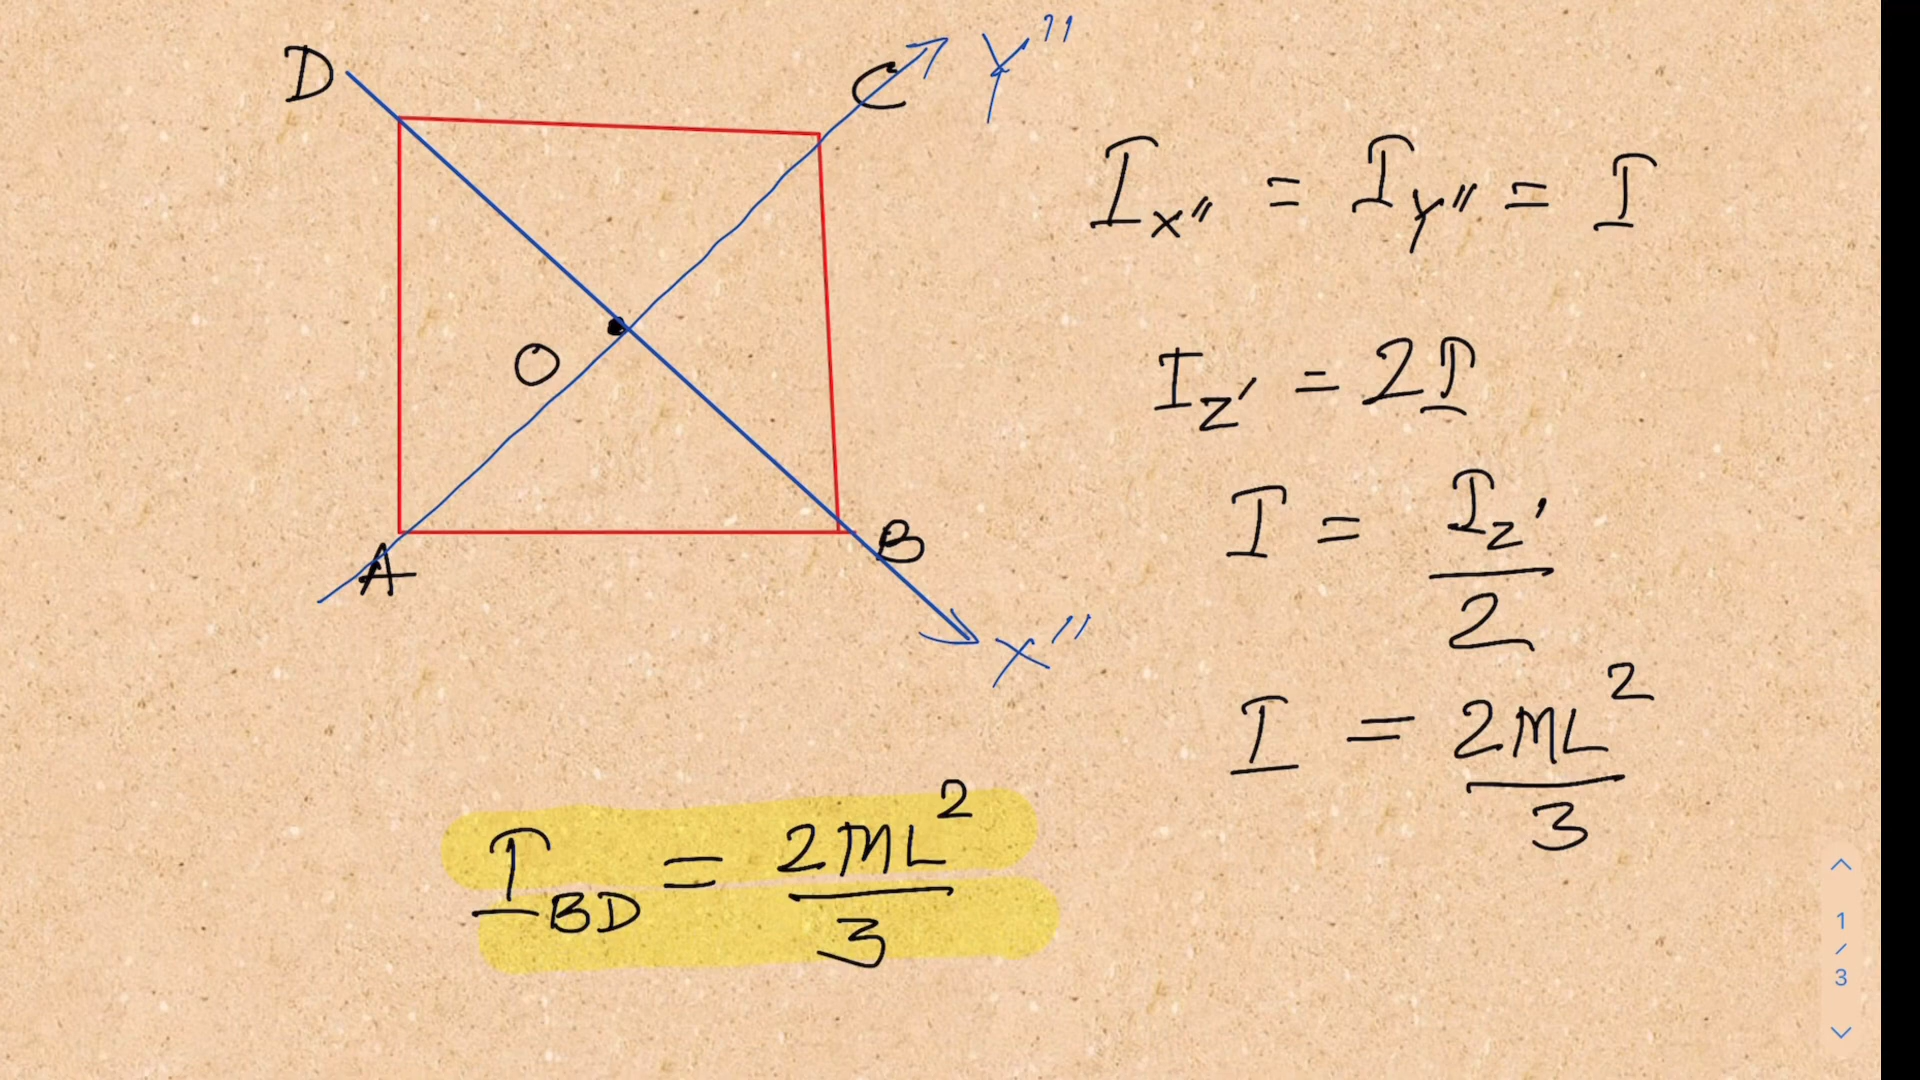 D
C
Y"
O
A
B
X"
I_X" = I_Y" = I
I_Z' = 2I
I = I_Z' / 2
I = 2ML² / 3
I_BD = 2ML² / 3
1
/
3